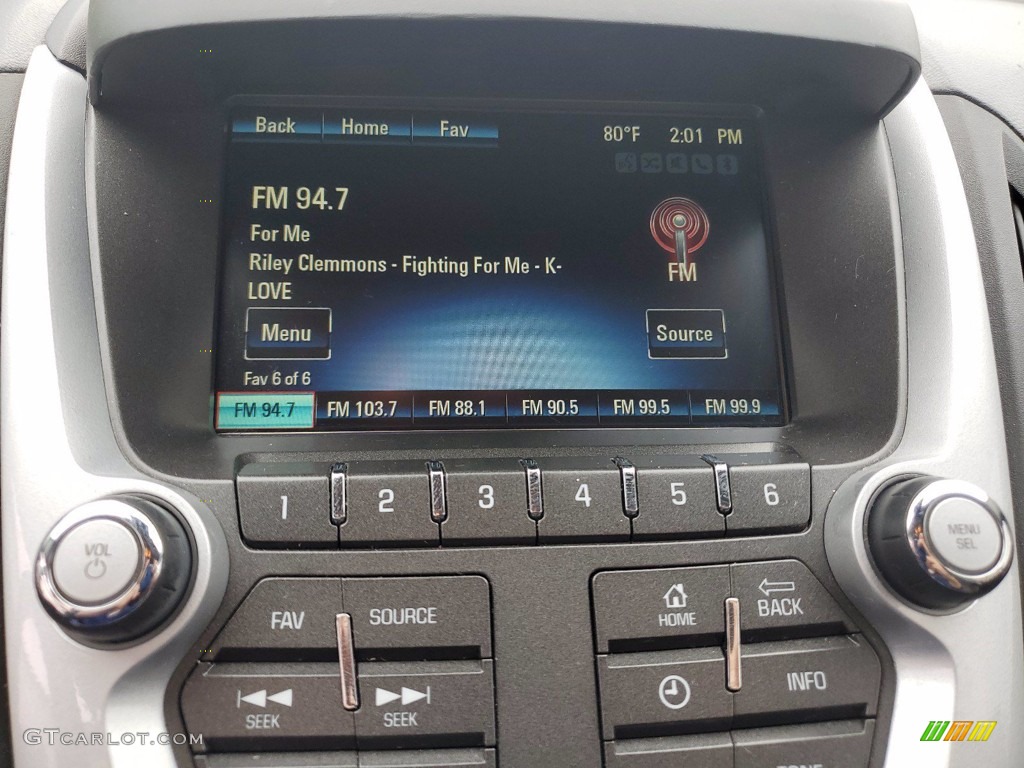 Back Home Fav 80°F 2:01 PM
FM 94.7
For Me
Riley Clemmons - Fighting For Me - K-
LOVE
FM
Menu Source
Fav 6 of 6
FM 94.7 FM 103.7 FM 88.1 FM 90.5 FM 99.5 FM 99.9
1 2 3 4 5 6
VOL
MENU
SEL
FAV SOURCE HOME BACK
SEEK SEEK INFO
GTCARLOT.COM